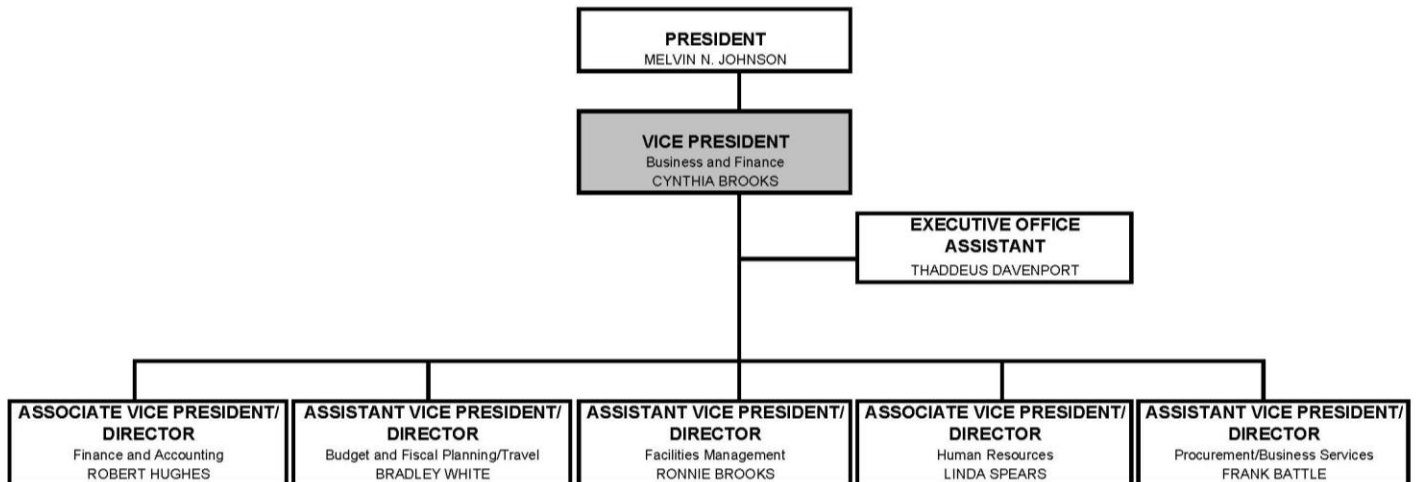 PRESIDENT
MELVIN N. JOHNSON
VICE PRESIDENT
Business and Finance
CYNTHIA BROOKS
EXECUTIVE OFFICE
ASSISTANT
THADDEUS DAVENPORT
ASSOCIATE VICE PRESIDENT/
DIRECTOR
Finance and Accounting
ROBERT HUGHES
ASSISTANT VICE PRESIDENT/
DIRECTOR
Budget and Fiscal Planning/Travel
BRADLEY WHITE
ASSISTANT VICE PRESIDENT/
DIRECTOR
Facilities Management
RONNIE BROOKS
ASSOCIATE VICE PRESIDENT/
DIRECTOR
Human Resources
LINDA SPEARS
ASSISTANT VICE PRESIDENT/
DIRECTOR
Procurement/Business Services
FRANK BATTLE